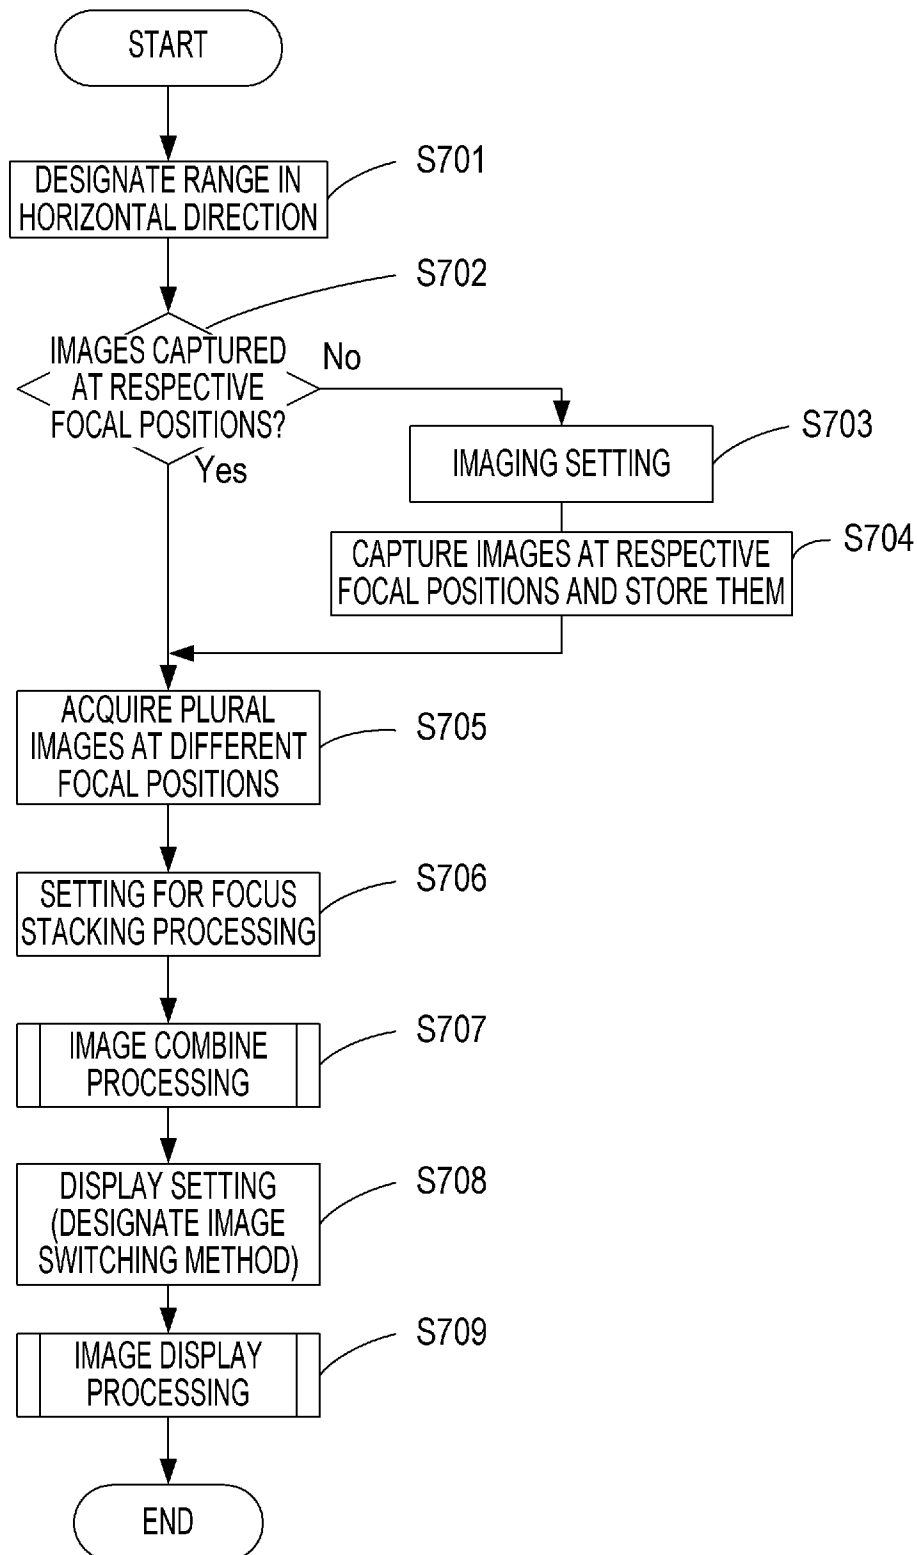 START
S701
DESIGNATE RANGE IN
HORIZONTAL DIRECTION
S702
IMAGES CAPTURED
AT RESPECTIVE
FOCAL POSITIONS?
No
Yes
S703
IMAGING SETTING
S704
CAPTURE IMAGES AT RESPECTIVE
FOCAL POSITIONS AND STORE THEM
S705
ACQUIRE PLURAL
IMAGES AT DIFFERENT
FOCAL POSITIONS
S706
SETTING FOR FOCUS
STACKING PROCESSING
S707
IMAGE COMBINE
PROCESSING
S708
DISPLAY SETTING
(DESIGNATE IMAGE
SWITCHING METHOD)
S709
IMAGE DISPLAY
PROCESSING
END